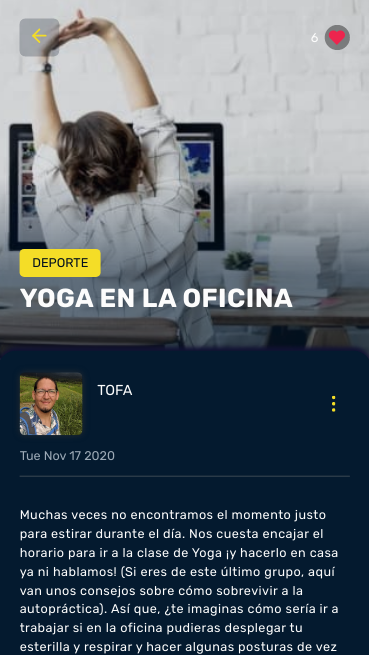 6
DEPORTE
YOGA EN LA OFICINA
TOFA
Tue Nov 17 2020
Muchas veces no encontramos el momento justo
para estirar durante el día. Nos cuesta encajar el
horario para ir a la clase de Yoga ¡y hacerlo en casa
ya ni hablamos! (Si eres de este último grupo, aquí
van unos consejos sobre cómo sobrevivir a la
autopráctica). Así que, ¿te imaginas cómo sería ir a
trabajar si en la oficina pudieras desplegar tu
esterilla y respirar y hacer algunas posturas de vez